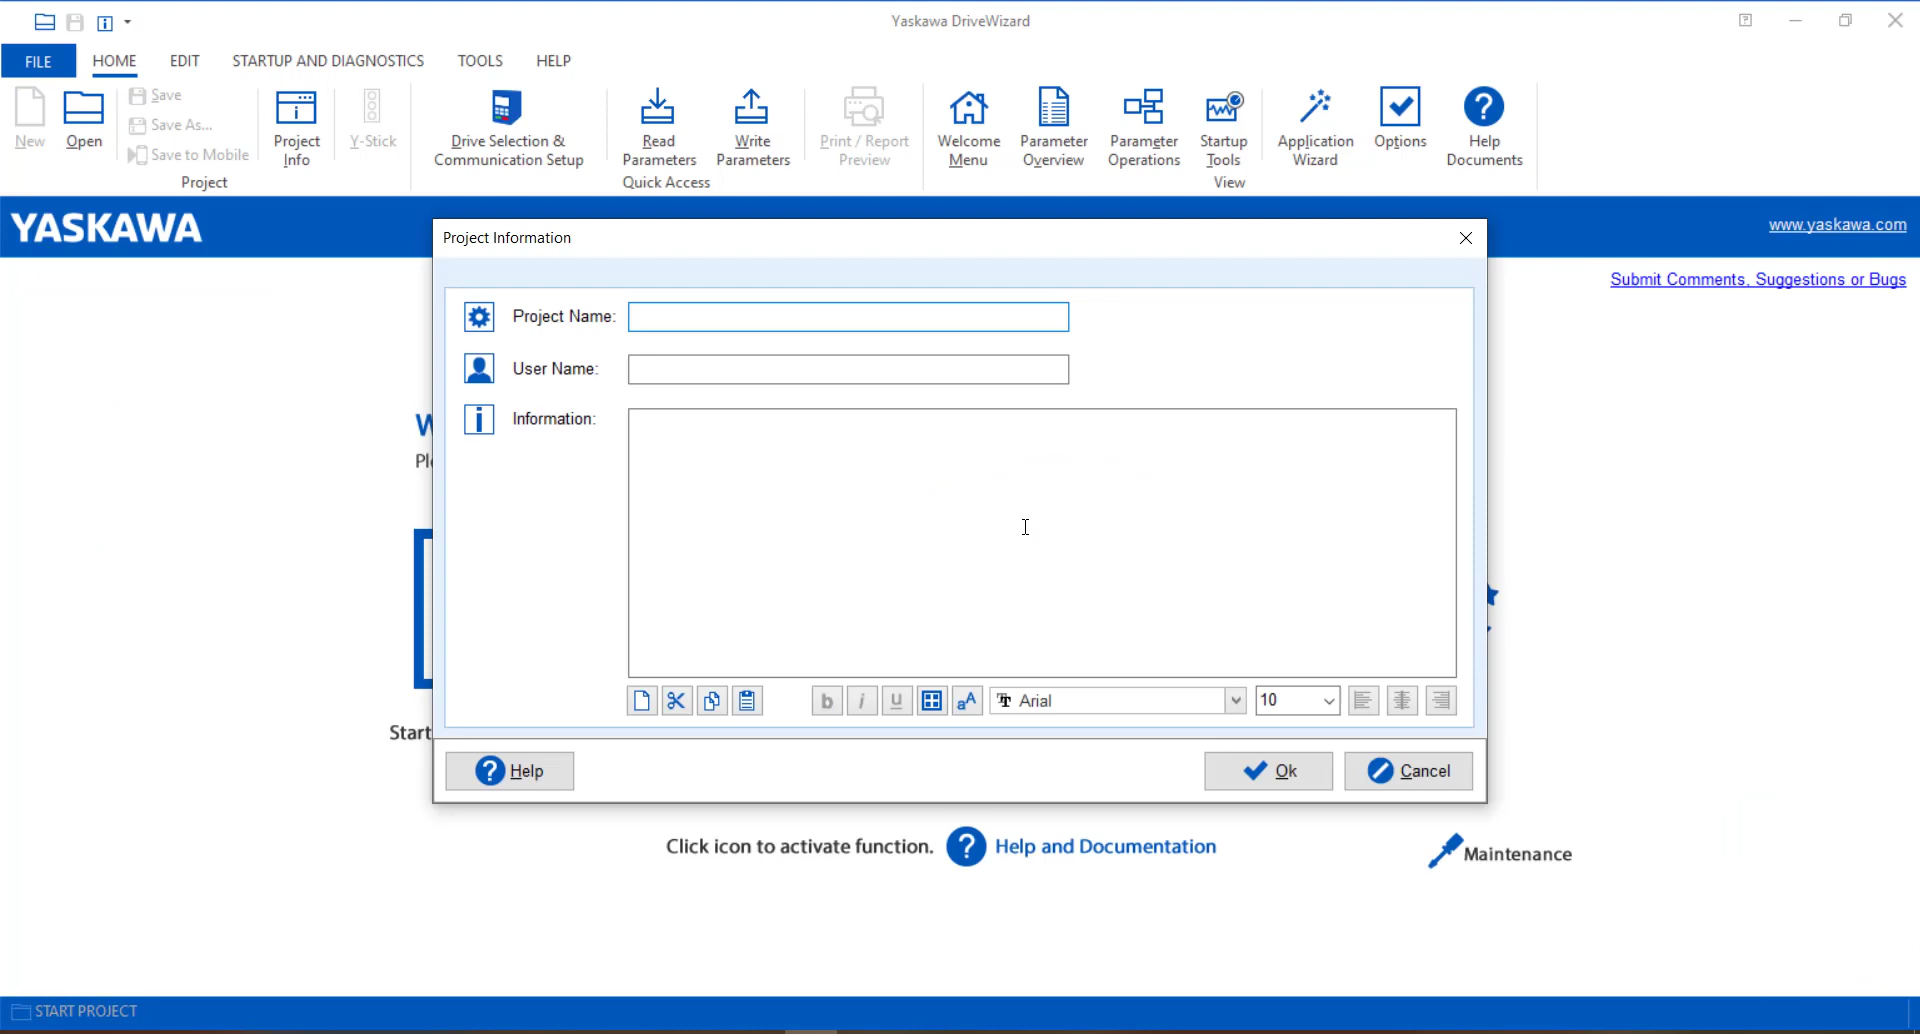 Yaskawa DriveWizard
FILE
HOME
EDIT
STARTUP AND DIAGNOSTICS
TOOLS
HELP
New
Open
Save
Save As...
Save to Mobile
Project
Info
Y-Stick
Project
Drive Selection &
Communication Setup
Read
Parameters
Write
Parameters
Quick Access
Print / Report
Preview
Welcome
Menu
Parameter
Overview
Parameter
Operations
Startup
Tools
Application
Wizard
Options
Help
Documents
View
YASKAWA
www.yaskawa.com
Submit Comments, Suggestions or Bugs
Project Information
Project Name:
User Name:
Information:
b i u
aA
Arial
10
Help
Ok
Cancel
W
Ple
Start
Click icon to activate function.
Help and Documentation
Maintenance
START PROJECT